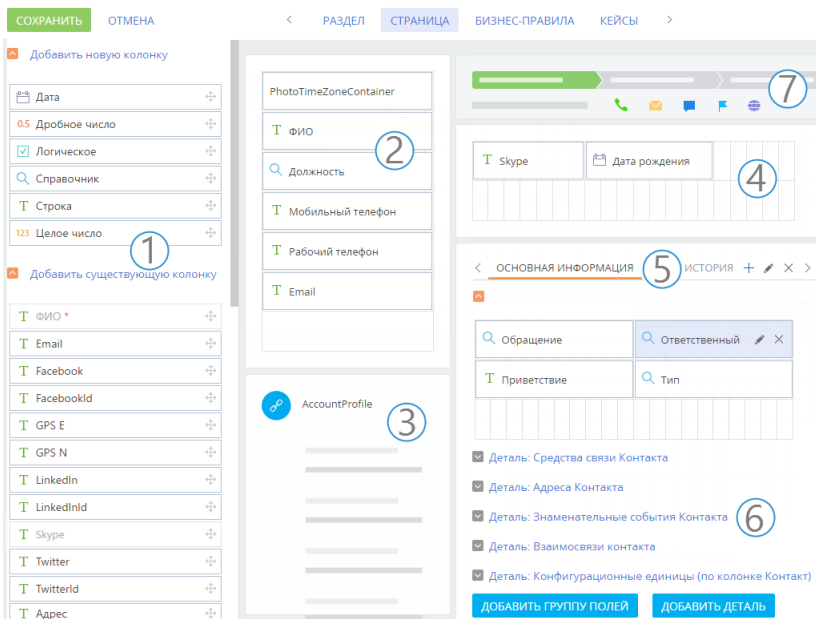 СОХРАНИТЬ ОТМЕНА РАЗДЕЛ СТРАНИЦА БИЗНЕС-ПРАВИЛА КЕЙСЫ
Добавить новую колонку
Дата
0.5 Дробное число
Логическое
Справочник
T Строка
123 Целое число
1
Добавить существующую колонку
T ФИО *
T Email
T Facebook
T FacebookId
T GPS E
T GPS N
T LinkedIn
T LinkedInId
T Skype
T Twitter
T TwitterId
T Адрес
PhotoTimeZoneContainer
T ФИО
2
Должность
T Мобильный телефон
T Рабочий телефон
T Email
AccountProfile
3
7
T Skype
Дата рождения
4
ОСНОВНАЯ ИНФОРМАЦИЯ 5 ИСТОРИЯ
Обращение
Ответственный
T Приветствие
Тип
Деталь: Средства связи Контакта
Деталь: Адреса Контакта
Деталь: Знаменательные события Контакта
6
Деталь: Взаимосвязи контакта
Деталь: Конфигурационные единицы (по колонке Контакт)
ДОБАВИТЬ ГРУППУ ПОЛЕЙ ДОБАВИТЬ ДЕТАЛЬ